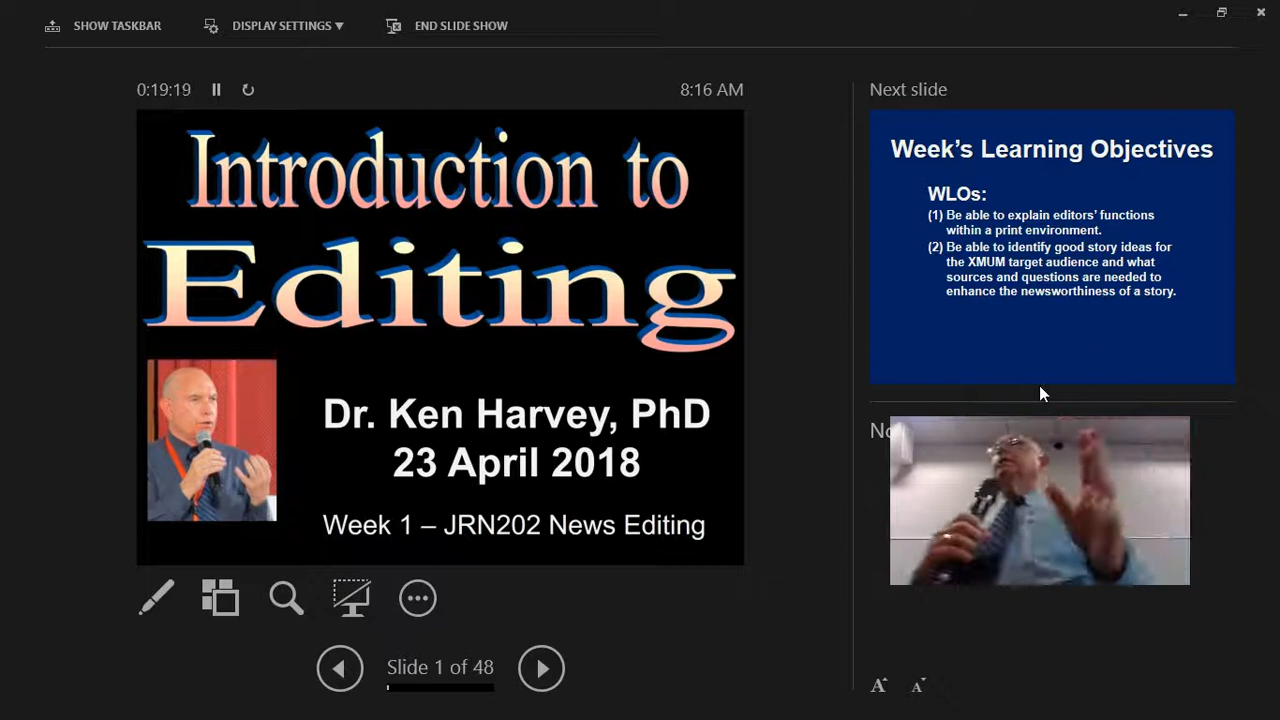 SHOW TASKBAR
DISPLAY SETTINGS
END SLIDE SHOW
0:19:19
8:16 AM
Introduction to
Editing
Dr. Ken Harvey, PhD
23 April 2018
Week 1 – JRN202 News Editing
Slide 1 of 48
Next slide
Week's Learning Objectives
WLOs:
(1) Be able to explain editors' functions
within a print environment.
(2) Be able to identify good story ideas for
the XMUM target audience and what
sources and questions are needed to
enhance the newsworthiness of a story.
A
A